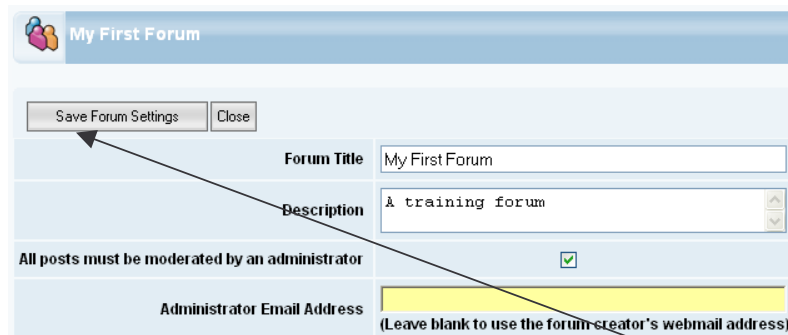 My First Forum
Save Forum Settings Close
Forum Title My First Forum
Description A training forum
All posts must be moderated by an administrator
Administrator Email Address
(Leave blank to use the forum creator's webmail address)